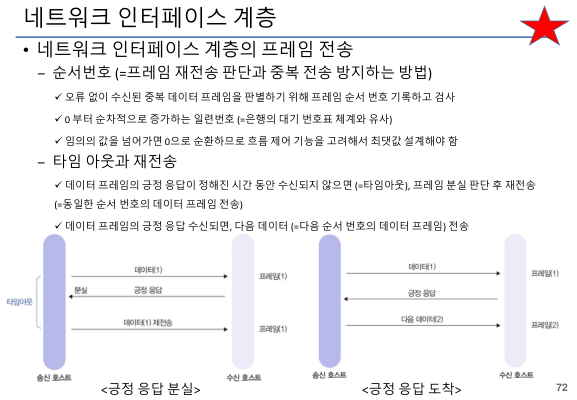 네트워크 인터페이스 계층
• 네트워크 인터페이스 계층의 프레임 전송
– 순서번호 (=프레임 재전송 판단과 중복 전송 방지하는 방법)
✓ 오류 없이 수신된 중복 데이터 프레임을 판별하기 위해 프레임 순서 번호 기록하고 검사
✓ 0 부터 순차적으로 증가하는 일련번호 (=은행의 대기 번호표 체계와 유사)
✓ 임의의 값을 넘어가면 0으로 순환하므로 흐름 제어 기능을 고려해서 최댓값 설계해야 함
– 타임 아웃과 재전송
✓ 데이터 프레임의 긍정 응답이 정해진 시간 동안 수신되지 않으면 (=타임아웃), 프레임 분실 판단 후 재전송
(=동일한 순서 번호의 데이터 프레임 전송)
✓ 데이터 프레임의 긍정 응답 수신되면, 다음 데이터 (=다음 순서 번호의 데이터 프레임) 전송
데이터(1)
프레임(1)
분실
긍정 응답
타임아웃
데이터(1) 재전송
프레임(1)
송신 호스트
수신 호스트
<긍정 응답 분실>
데이터(1)
프레임(1)
긍정 응답
다음 데이터(2)
프레임(2)
송신 호스트
수신 호스트
<긍정 응답 도착>
72